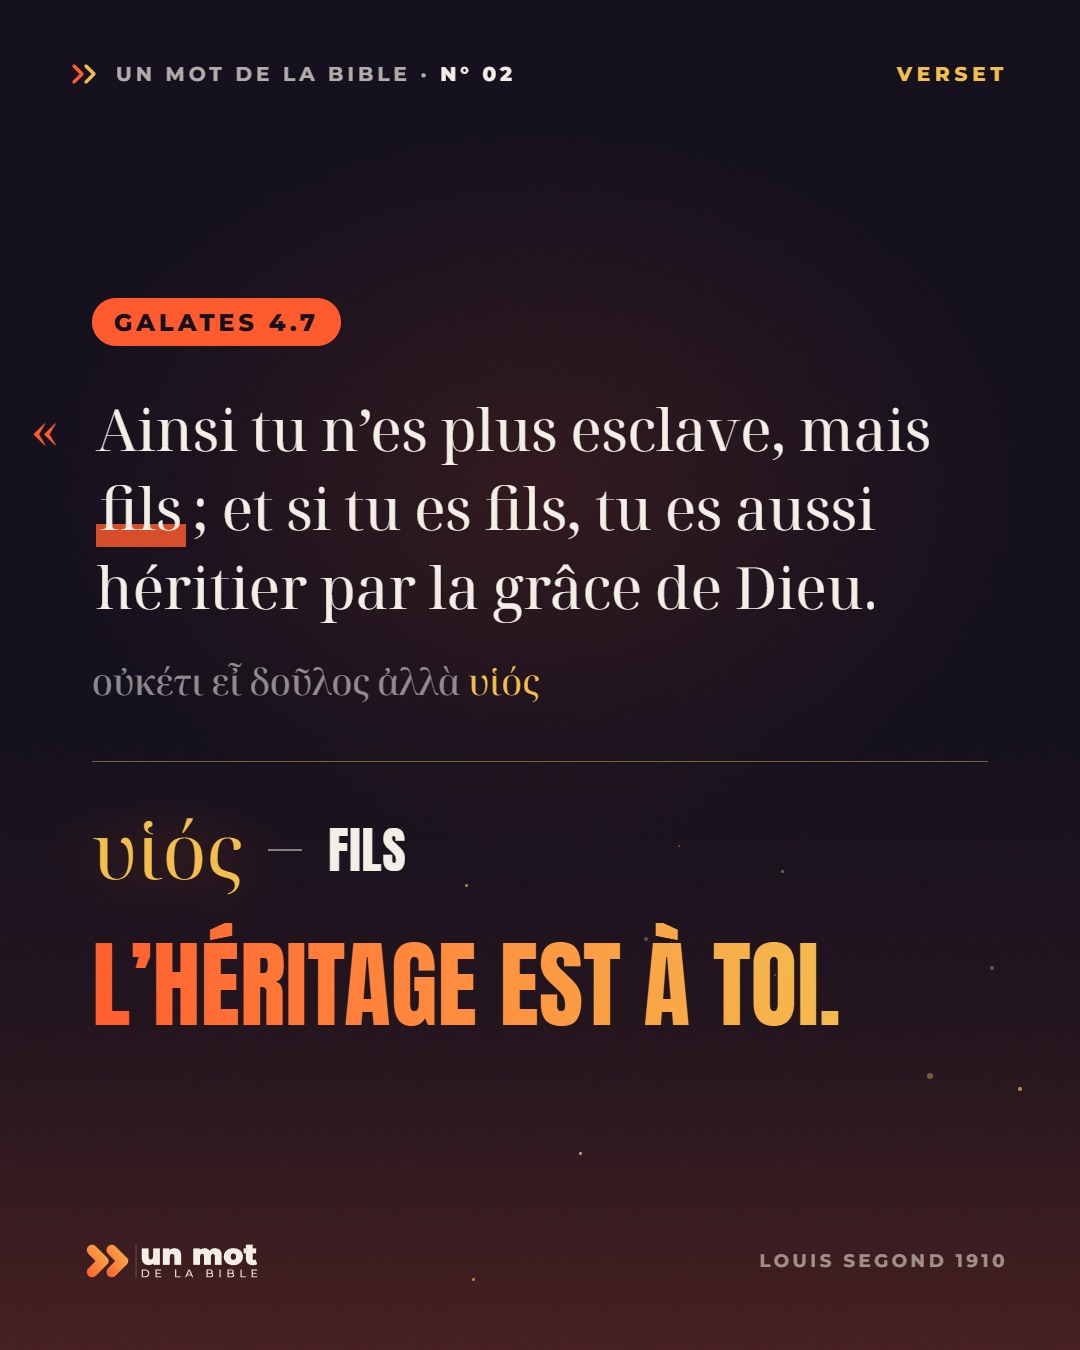 UN MOT DE LA BIBLE · N° 02
VERSET
GALATES 4.7
« Ainsi tu n’es plus esclave, mais
fils ; et si tu es fils, tu es aussi
héritier par la grâce de Dieu.
οὐκέτι εἶ δοῦλος ἀλλὰ υἱός
υἱός — FILS
L’HÉRITAGE EST À TOI.
un mot
DE LA BIBLE
LOUIS SEGOND 1910